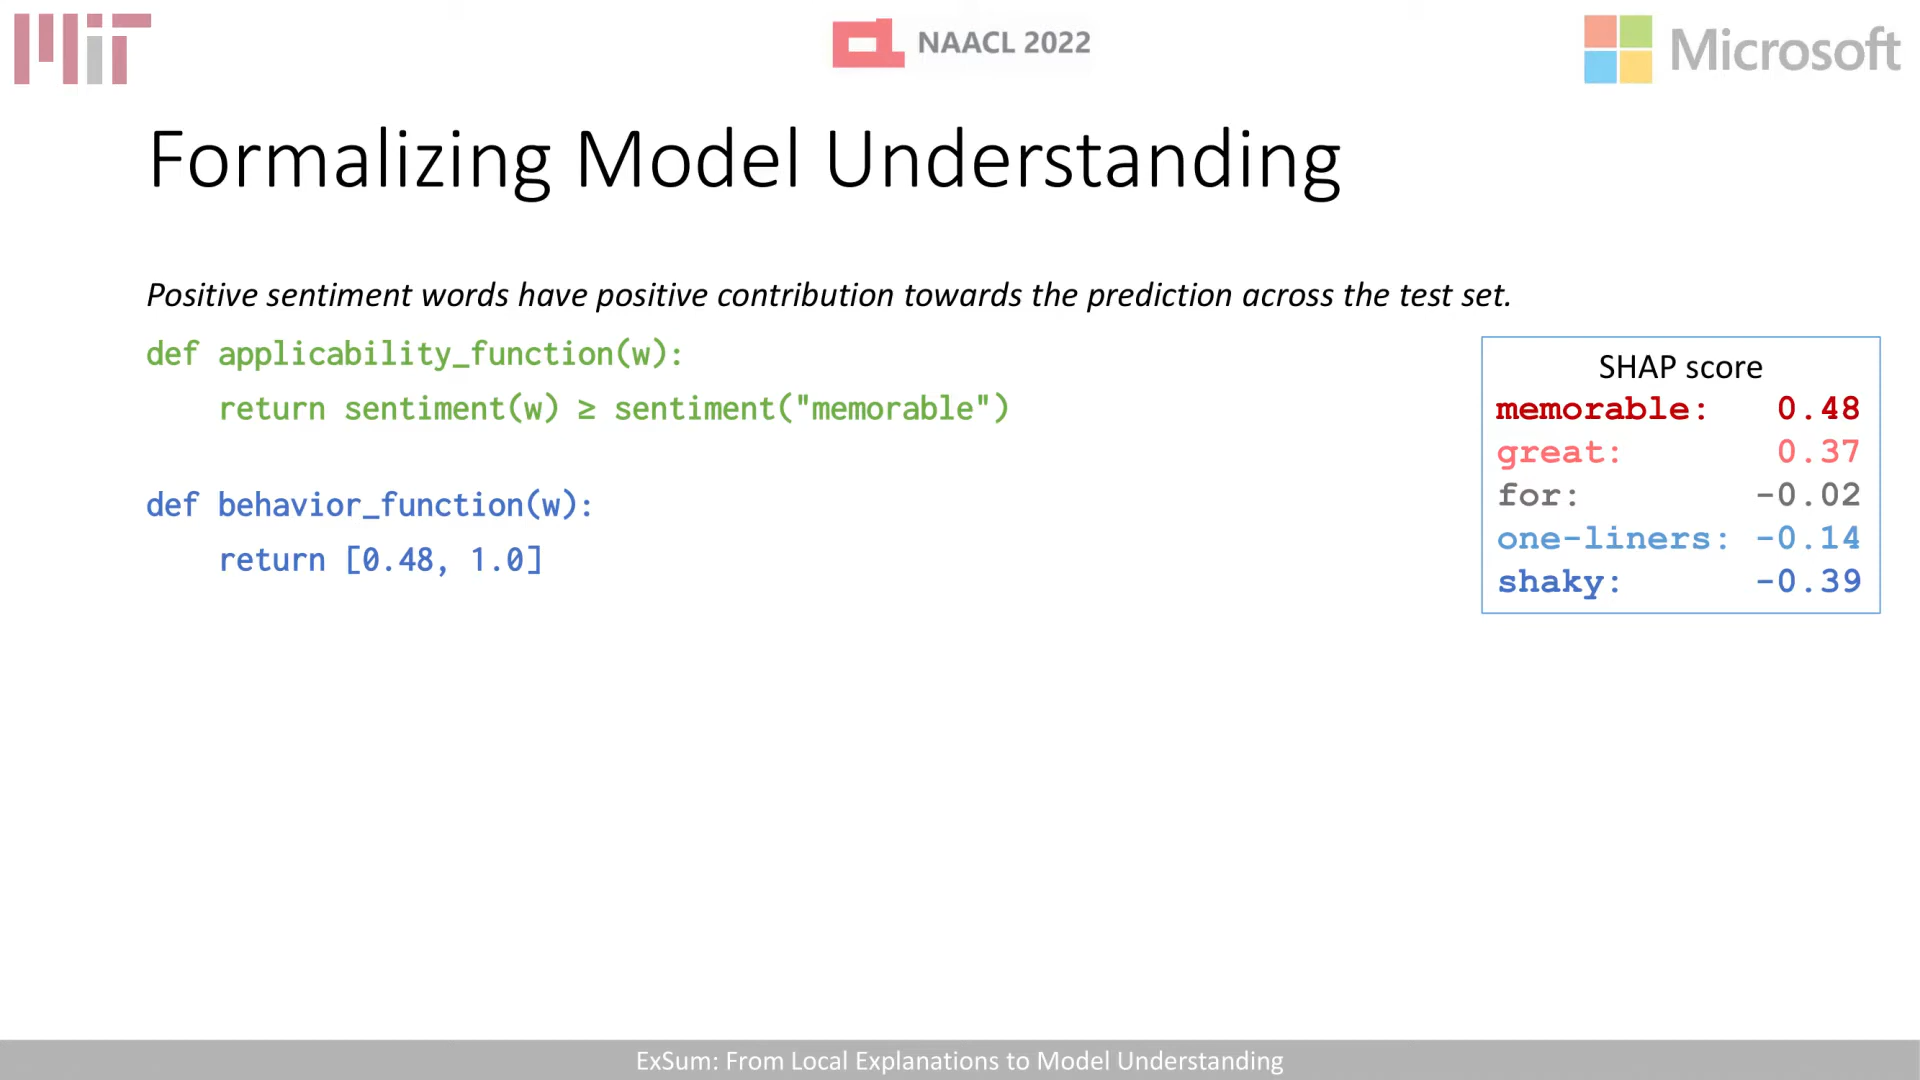 MIT
NAACL 2022
Microsoft
Formalizing Model Understanding
Positive sentiment words have positive contribution towards the prediction across the test set.
def applicability_function(w):
return sentiment(w) ≥ sentiment("memorable")
def behavior_function(w):
return [0.48, 1.0]
SHAP score
memorable: 0.48
great: 0.37
for: -0.02
one-liners: -0.14
shaky: -0.39
ExSum: From Local Explanations to Model Understanding